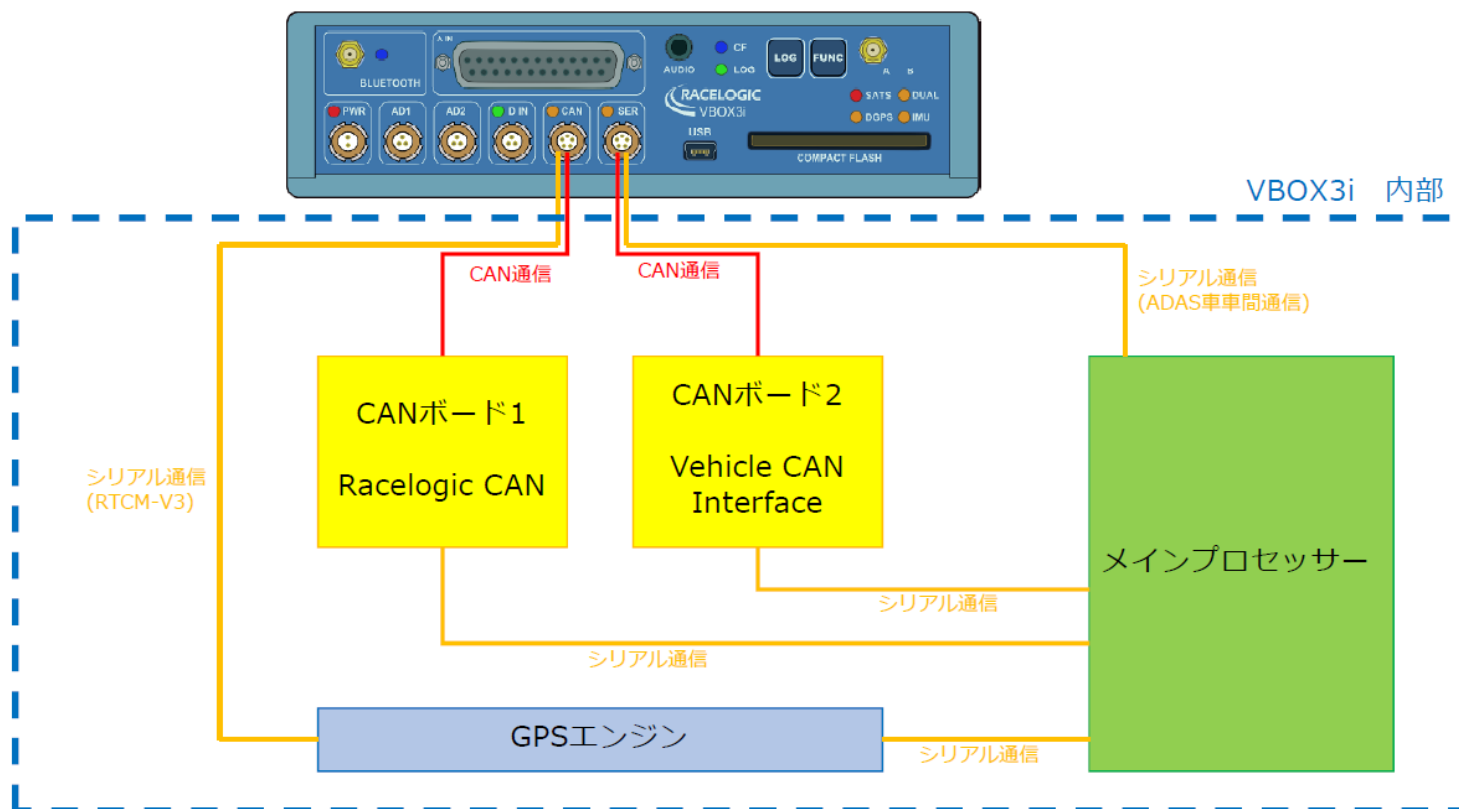 A IN
BLUETOOTH
AUDIO
CF
LOG
LOG
FUNC
A B
RACELOGIC
VBOX3i
SATS
DUAL
DGPS
IMU
PWR
AD1
AD2
D IN
CAN
SER
USB
COMPACT FLASH
VBOX3i 内部
CAN通信
CAN通信
シリアル通信
(ADAS車車間通信)
CANボード1
Racelogic CAN
CANボード2
Vehicle CAN
Interface
シリアル通信
(RTCM-V3)
メインプロセッサー
シリアル通信
シリアル通信
GPSエンジン
シリアル通信